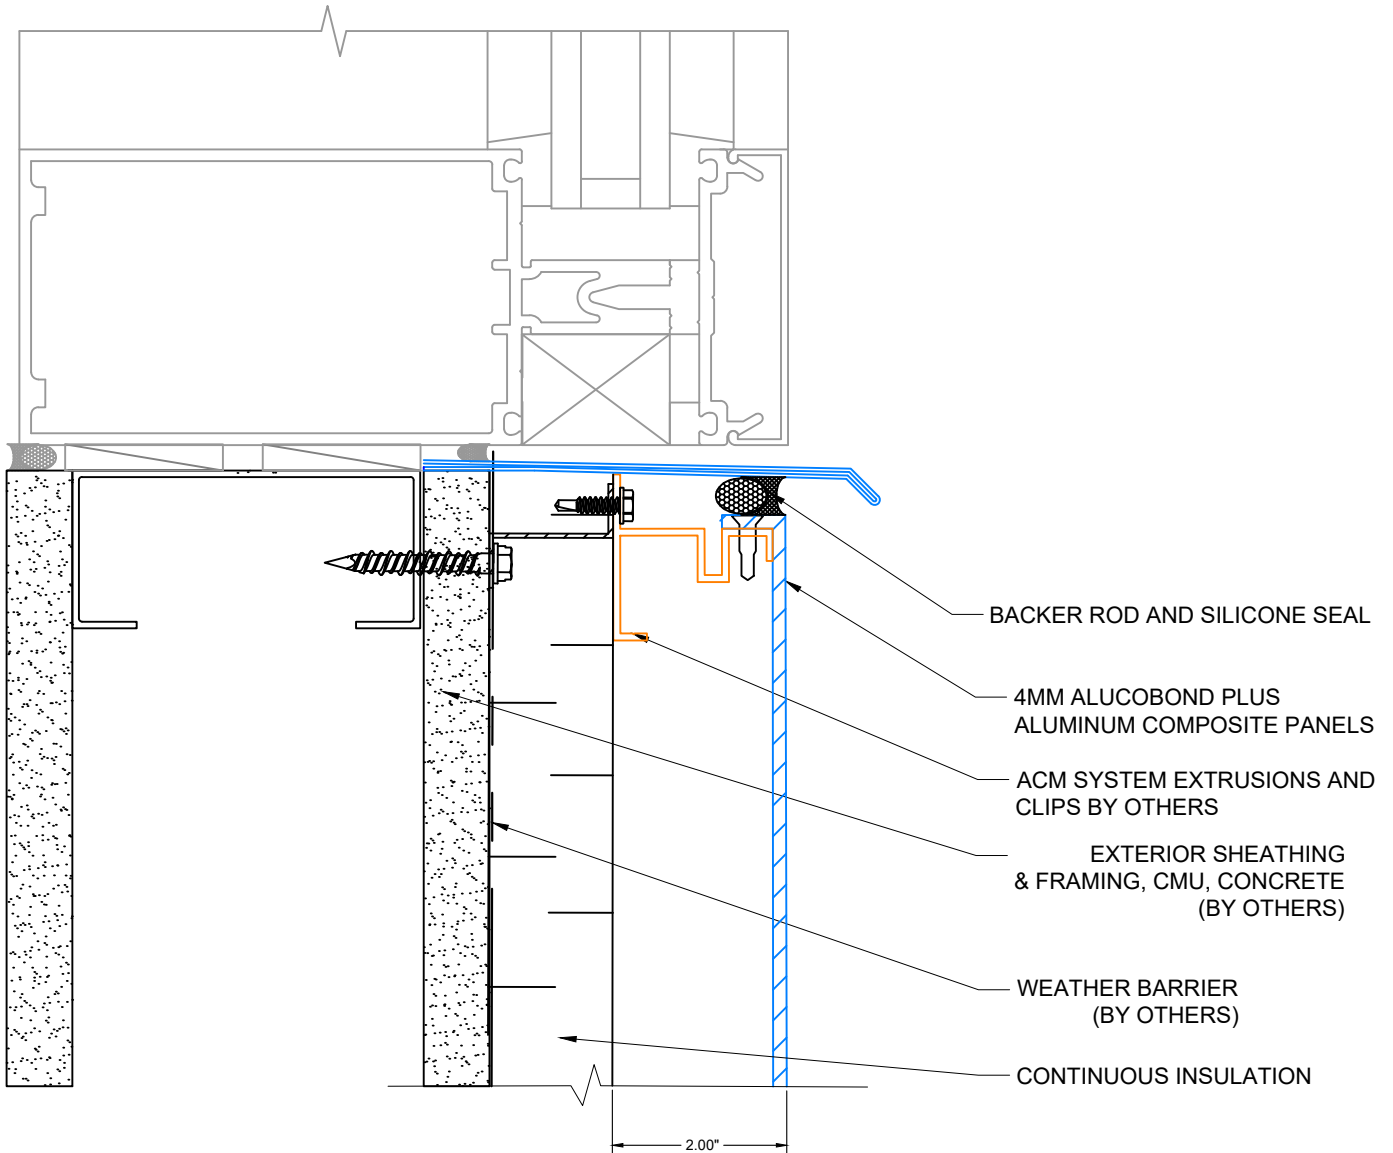 BACKER ROD AND SILICONE SEAL
4MM ALUCOBOND PLUS
ALUMINUM COMPOSITE PANELS
ACM SYSTEM EXTRUSIONS AND
CLIPS BY OTHERS
EXTERIOR SHEATHING
& FRAMING, CMU, CONCRETE
(BY OTHERS)
WEATHER BARRIER
(BY OTHERS)
CONTINUOUS INSULATION
2.00"